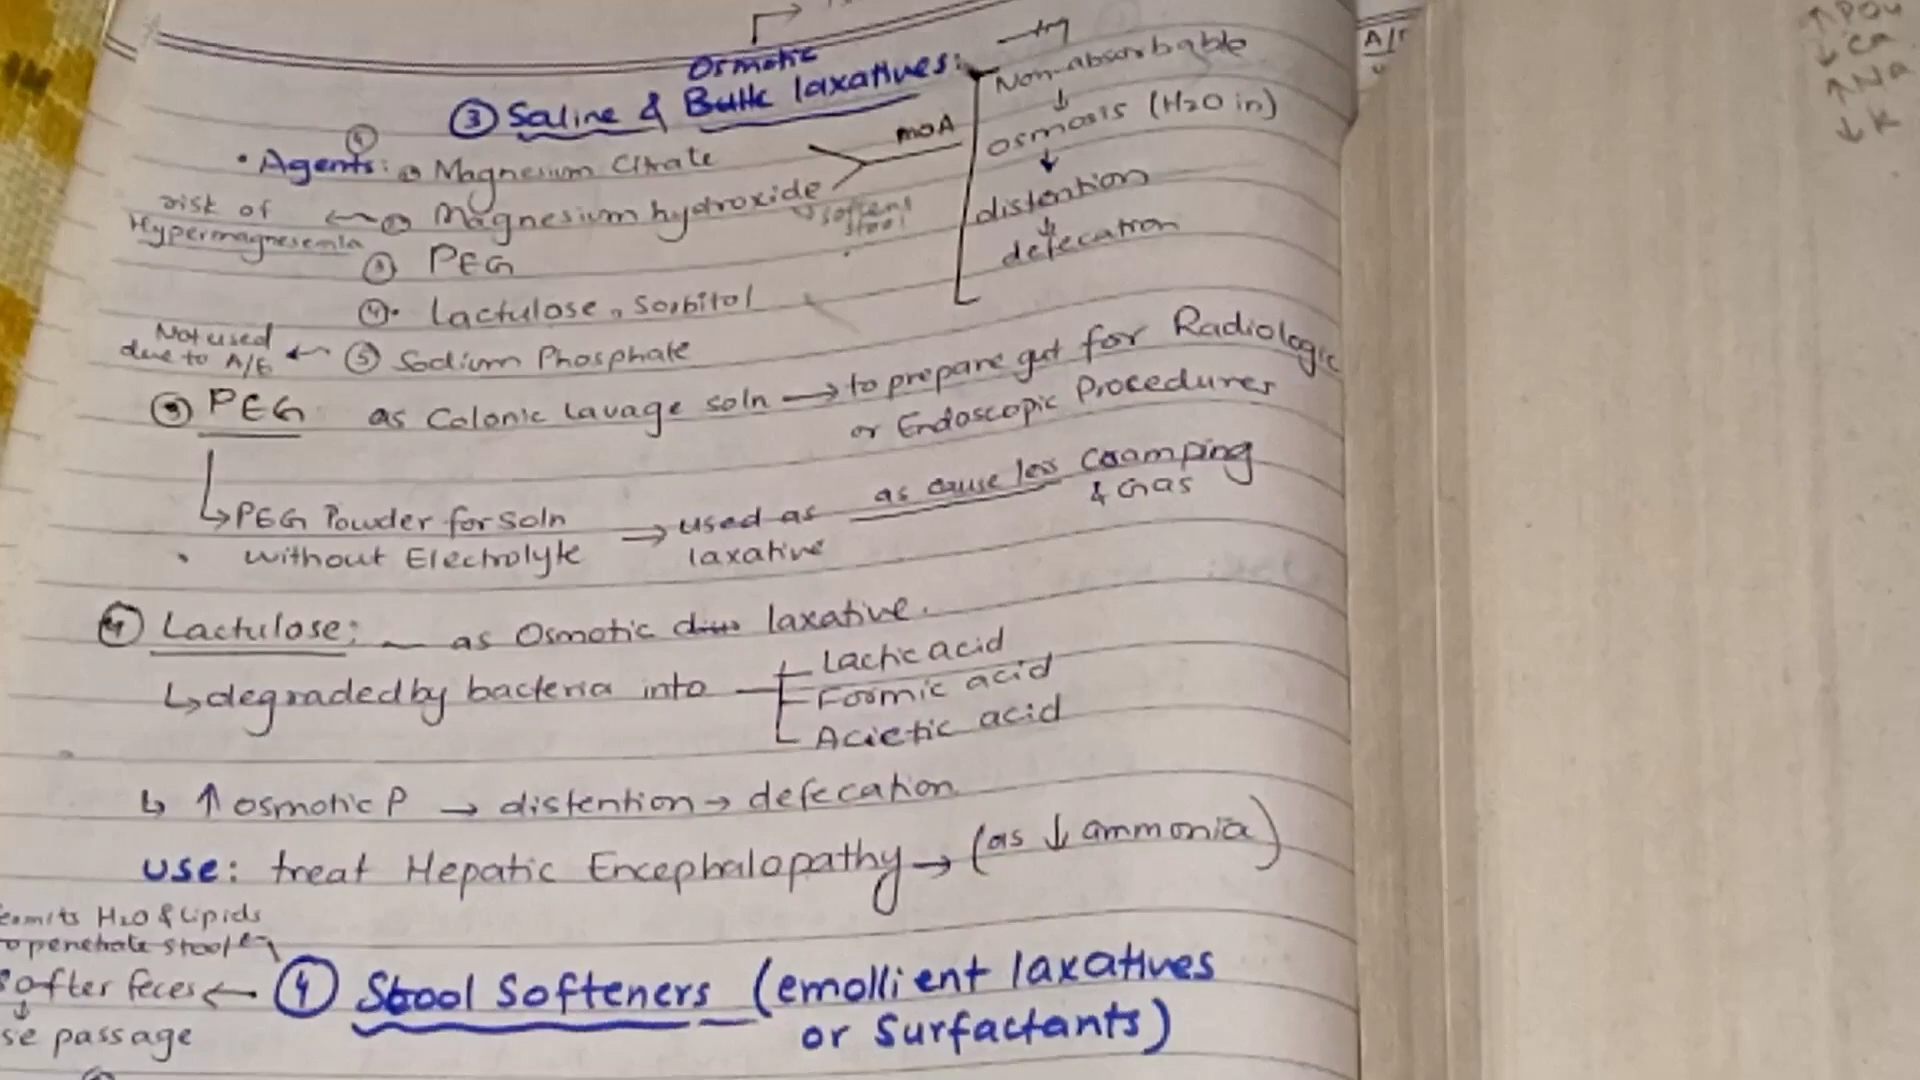 Osmotic
③ Saline & Bulk laxatives:
• Agents: ① Magnesium Citrate
② Magnesium hydroxide
softens stool
risk of
Hypermagnesemia
③ PEG
④• Lactulose, Sorbitol
⑤ Sodium Phosphate
Not used
due to A/E
MOA
Non-absorbable
↓
osmosis (H2O in)
↓
distention
↓
defecation
③ PEG as Colonic lavage soln → to prepare gut for Radiologic
or Endoscopic Procedures
↳ PEG Powder for soln → used as as cause less cramping
without Electrolyte laxative & Gas
④ Lactulose: as Osmotic laxative.
↳ degraded by bacteria into
Lactic acid
Formic acid
Acietic acid
↳ ↑ osmotic P → distention → defecation
use: treat Hepatic Encephalopathy → (as ↓ ammonia)
H2O & Lipids
penetrate stool
④ Stool Softeners (emollient laxatives
or Surfactants)
softer feces
↓
passage
A/E
↓ Ca
↑ Na
↓ K